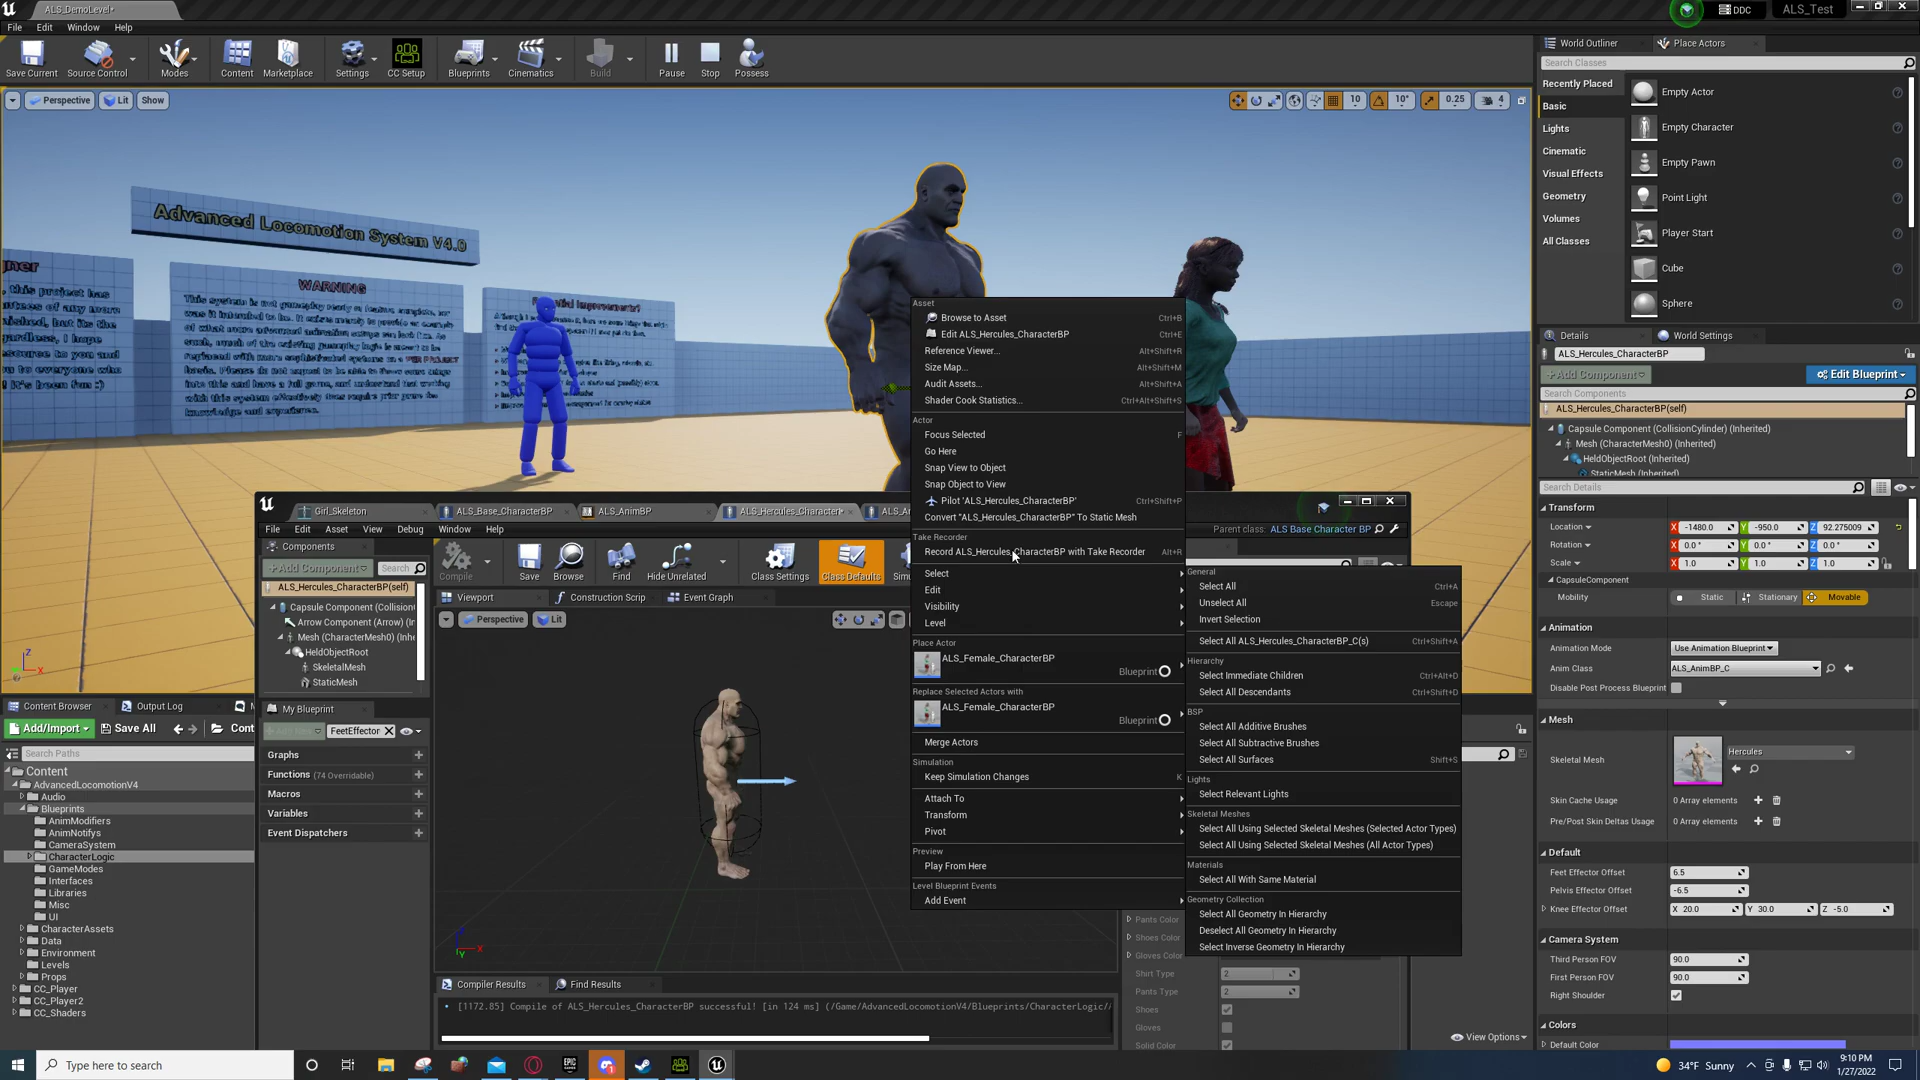 ALS_DemoLevel*
DDC
ALS_Test
File Edit Window Help
Save Current
Source Control
Modes
Content
Marketplace
Settings
CC Setup
Blueprints
Cinematics
Build
Pause
Stop
Possess
World Outliner
Place Actors
Search Classes
Recently Placed
Basic
Lights
Cinematic
Visual Effects
Geometry
Volumes
All Classes
Empty Actor
Empty Character
Empty Pawn
Point Light
Player Start
Cube
Sphere
Perspective Lit Show
10 10° 0.25 4
Advanced Locomotion System V4.0
WARNING
Asset
Browse to Asset Ctrl+B
Edit ALS_Hercules_CharacterBP Ctrl+E
Reference Viewer... Alt+Shift+R
Size Map... Alt+Shift+M
Audit Assets... Alt+Shift+A
Shader Cook Statistics... Ctrl+Alt+Shift+S
Actor
Focus Selected F
Go Here
Snap View to Object
Snap Object to View
Pilot 'ALS_Hercules_CharacterBP' Ctrl+Shift+P
Convert "ALS_Hercules_CharacterBP" To Static Mesh
Take Recorder
Record ALS_Hercules_CharacterBP with Take Recorder Alt+R
Select
Edit
Visibility
Level
Place Actor
ALS_Female_CharacterBP
Blueprint
Replace Selected Actors with
ALS_Female_CharacterBP
Blueprint
Merge Actors
Simulation
Keep Simulation Changes K
Attach To
Transform
Pivot
Preview
Play From Here
Level Blueprint Events
Add Event
General
Select All Ctrl+A
Unselect All Escape
Invert Selection
Select All ALS_Hercules_CharacterBP_C(s) Ctrl+Shift+A
Hierarchy
Select Immediate Children Ctrl+Alt+D
Select All Descendants Ctrl+Shift+D
BSP
Select All Additive Brushes
Select All Subtractive Brushes
Select All Surfaces Shift+S
Lights
Select Relevant Lights
Skeletal Meshes
Select All Using Selected Skeletal Meshes (Selected Actor Types)
Select All Using Selected Skeletal Meshes (All Actor Types)
Materials
Select All With Same Material
Geometry Collection
Select All Geometry In Hierarchy
Deselect All Geometry In Hierarchy
Select Inverse Geometry In Hierarchy
Details
World Settings
ALS_Hercules_CharacterBP
+Add Component
Edit Blueprint
Search Components
ALS_Hercules_CharacterBP(self)
Capsule Component (CollisionCylinder) (Inherited)
Mesh (CharacterMesh0) (Inherited)
HeldObjectRoot (Inherited)
StaticMesh (Inherited)
Search Details
Transform
Location X -1480.0 Y -950.0 Z 92.275009
Rotation X 0.0° Y 0.0° Z 0.0°
Scale X 1.0 Y 1.0 Z 1.0
CapsuleComponent
Mobility Static Stationary Movable
Animation
Animation Mode Use Animation Blueprint
Anim Class ALS_AnimBP_C
Disable Post Process Blueprint
Mesh
Skeletal Mesh
Hercules
Skin Cache Usage 0 Array elements
Pre/Post Skin Deltas Usage 0 Array elements
Default
Feet Effector Offset 6.5
Pelvis Effector Offset -6.5
Knee Effector Offset X 20.0 Y 30.0 Z -5.0
Camera System
Third Person FOV 90.0
First Person FOV 90.0
Right Shoulder
Colors
Default Color
Girl_Skeleton
ALS_Base_CharacterBP
ALS_AnimBP
ALS_Hercules_Character*
File Edit Asset View Debug Window Help
Parent class: ALS Base Character BP
Components
+Add Component
Search
ALS_Hercules_CharacterBP(self)
Capsule Component (Collision
Arrow Component (Arrow) (Inh
Mesh (CharacterMesh0) (Inhe
HeldObjectRoot
SkeletalMesh
StaticMesh
Compile
Save
Browse
Find
Hide Unrelated
Class Settings
Class Defaults
Viewport
Construction Scrip
Event Graph
Perspective
Lit
My Blueprint
FeetEffector
Graphs
Functions (74 Overridable)
Macros
Variables
Event Dispatchers
Pants Color
Shoes Color
Gloves Color
Shirt Type 2
Pants Type 2
Shoes
Gloves
Solid Color
Compiler Results
Find Results
[1172.85] Compile of ALS_Hercules_CharacterBP successful! [in 124 ms] (/Game/AdvancedLocomotionV4/Blueprints/CharacterLogic/
View Options
Content Browser
Output Log
Add/Import
Save All
Cont
Search Paths
Content
AdvancedLocomotionV4
Audio
Blueprints
AnimModifiers
AnimNotifys
CameraSystem
CharacterLogic
GameModes
Interfaces
Libraries
Misc
UI
CharacterAssets
Data
Environment
Levels
Props
CC_Player
CC_Player2
CC_Shaders
Type here to search
34°F Sunny
9:10 PM
1/27/2022